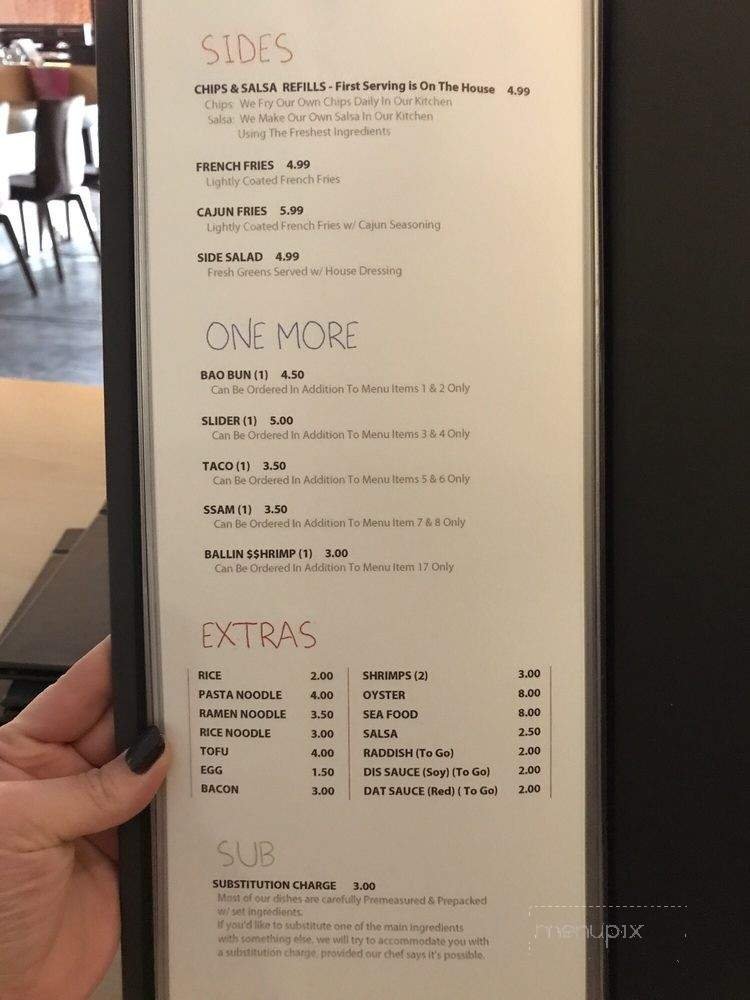 SIDES
CHIPS & SALSA REFILLS - First Serving is On The House 4.99
Chips: We Fry Our Own Chips Daily In Our Kitchen
Salsa: We Make Our Own Salsa In Our Kitchen
Using The Freshest Ingredients
FRENCH FRIES 4.99
Lightly Coated French Fries
CAJUN FRIES 5.99
Lightly Coated French Fries w/ Cajun Seasoning
SIDE SALAD 4.99
Fresh Greens Served w/ House Dressing
ONE MORE
BAO BUN (1) 4.50
Can Be Ordered In Addition To Menu Items 1 & 2 Only
SLIDER (1) 5.00
Can Be Ordered In Addition To Menu Items 3 & 4 Only
TACO (1) 3.50
Can Be Ordered In Addition To Menu Items 5 & 6 Only
SSAM (1) 3.50
Can Be Ordered In Addition To Menu Item 7 & 8 Only
BALLIN $$HRIMP (1) 3.00
Can Be Ordered In Addition To Menu Item 17 Only
EXTRAS
RICE 2.00
PASTA NOODLE 4.00
RAMEN NOODLE 3.50
RICE NOODLE 3.00
TOFU 4.00
EGG 1.50
BACON 3.00
SHRIMPS (2) 3.00
OYSTER 8.00
SEA FOOD 8.00
SALSA 2.50
RADDISH (To Go) 2.00
DIS SAUCE (Soy) (To Go) 2.00
DAT SAUCE (Red) ( To Go) 2.00
SUB
SUBSTITUTION CHARGE 3.00
Most of our dishes are carefully Premeasured & Prepacked
w/ set ingredients.
If you'd like to substitute one of the main ingredients
with something else, we will try to accommodate you with
a substitution charge, provided our chef says it's possible.
menupix